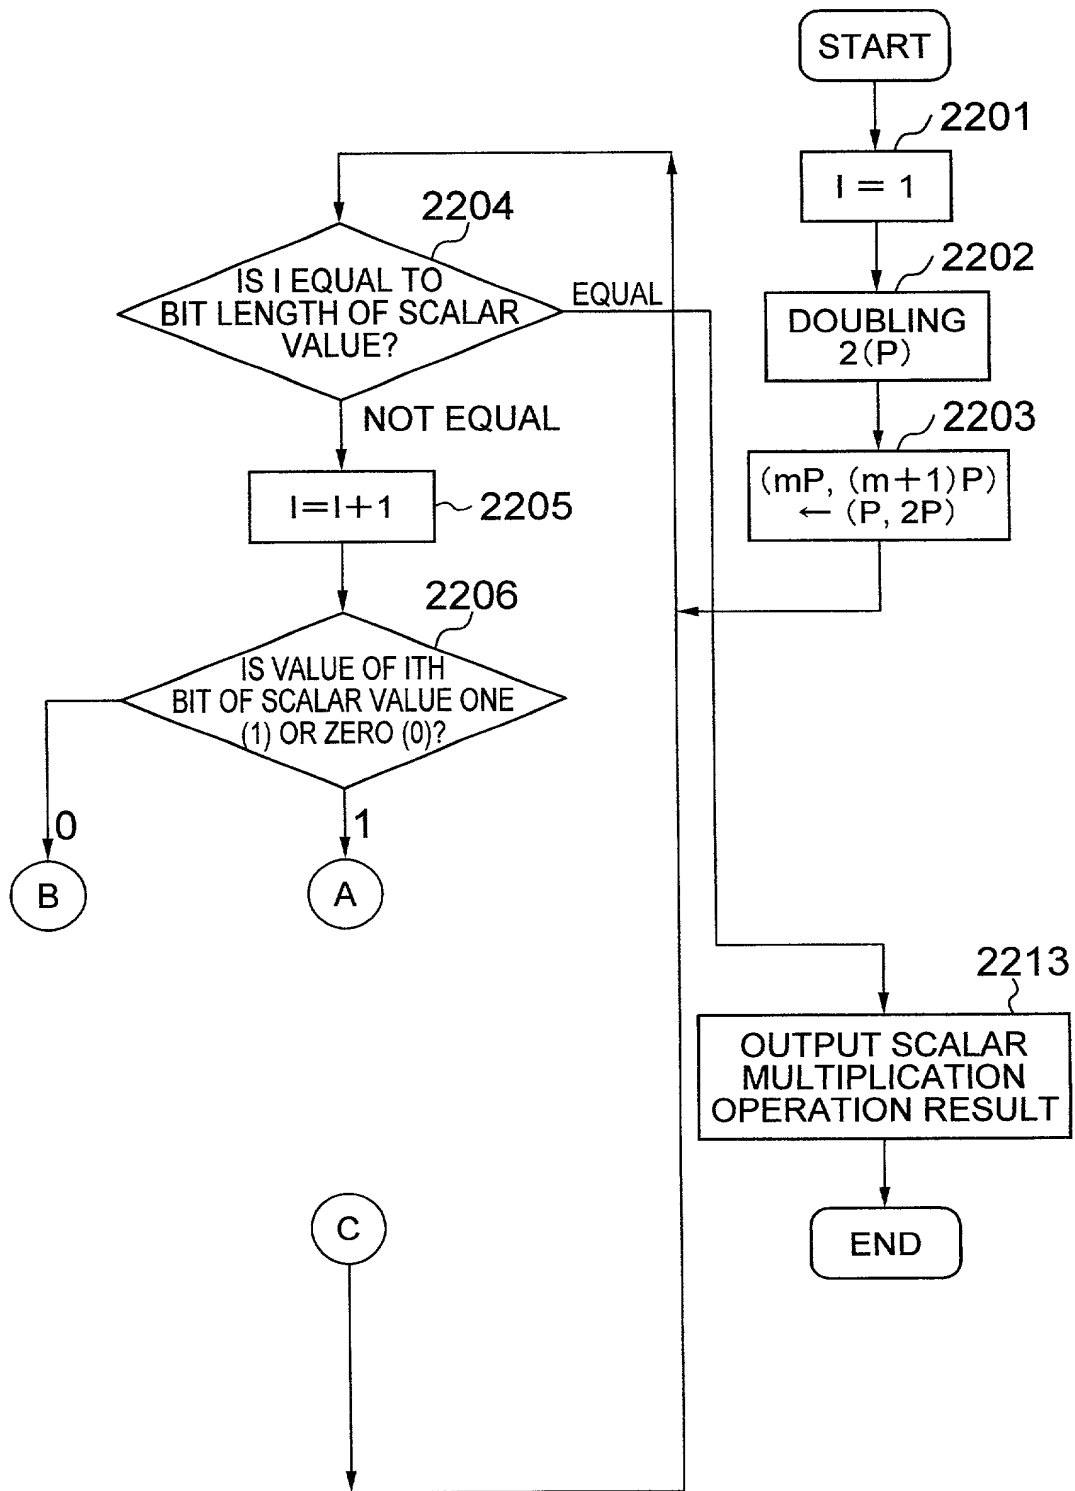 START
2201
I = 1
2202
DOUBLING
2(P)
2203
(mP, (m+1)P)
← (P, 2P)
2204
IS I EQUAL TO
BIT LENGTH OF SCALAR
VALUE?
EQUAL
NOT EQUAL
I=I+1
2205
2206
IS VALUE OF ITH
BIT OF SCALAR VALUE ONE
(1) OR ZERO (0)?
0
1
B
A
2213
OUTPUT SCALAR
MULTIPLICATION
OPERATION RESULT
C
END